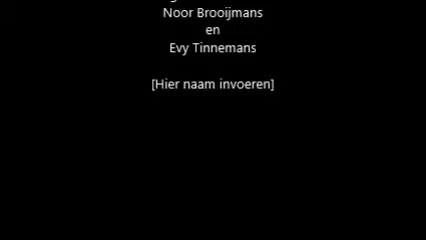 Noor Brooijmans
en
Evy Tinnemans
[Hier naam invoeren]